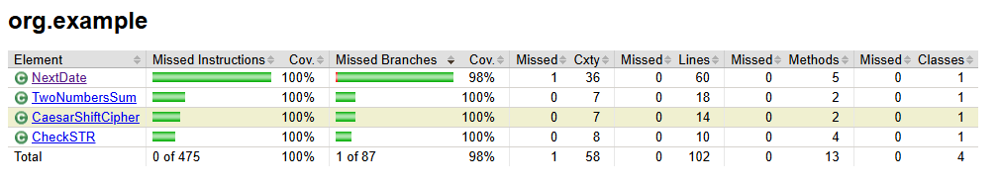 org.example
Element Missed Instructions Cov. Missed Branches Cov. Missed Cxty Missed Lines Missed Methods Missed Classes
NextDate 100% 98% 1 36 0 60 0 5 0 1
TwoNumbersSum 100% 100% 0 7 0 18 0 2 0 1
CaesarShiftCipher 100% 100% 0 7 0 14 0 2 0 1
CheckSTR 100% 100% 0 8 0 10 0 4 0 1
Total 0 of 475 100% 1 of 87 98% 1 58 0 102 0 13 0 4